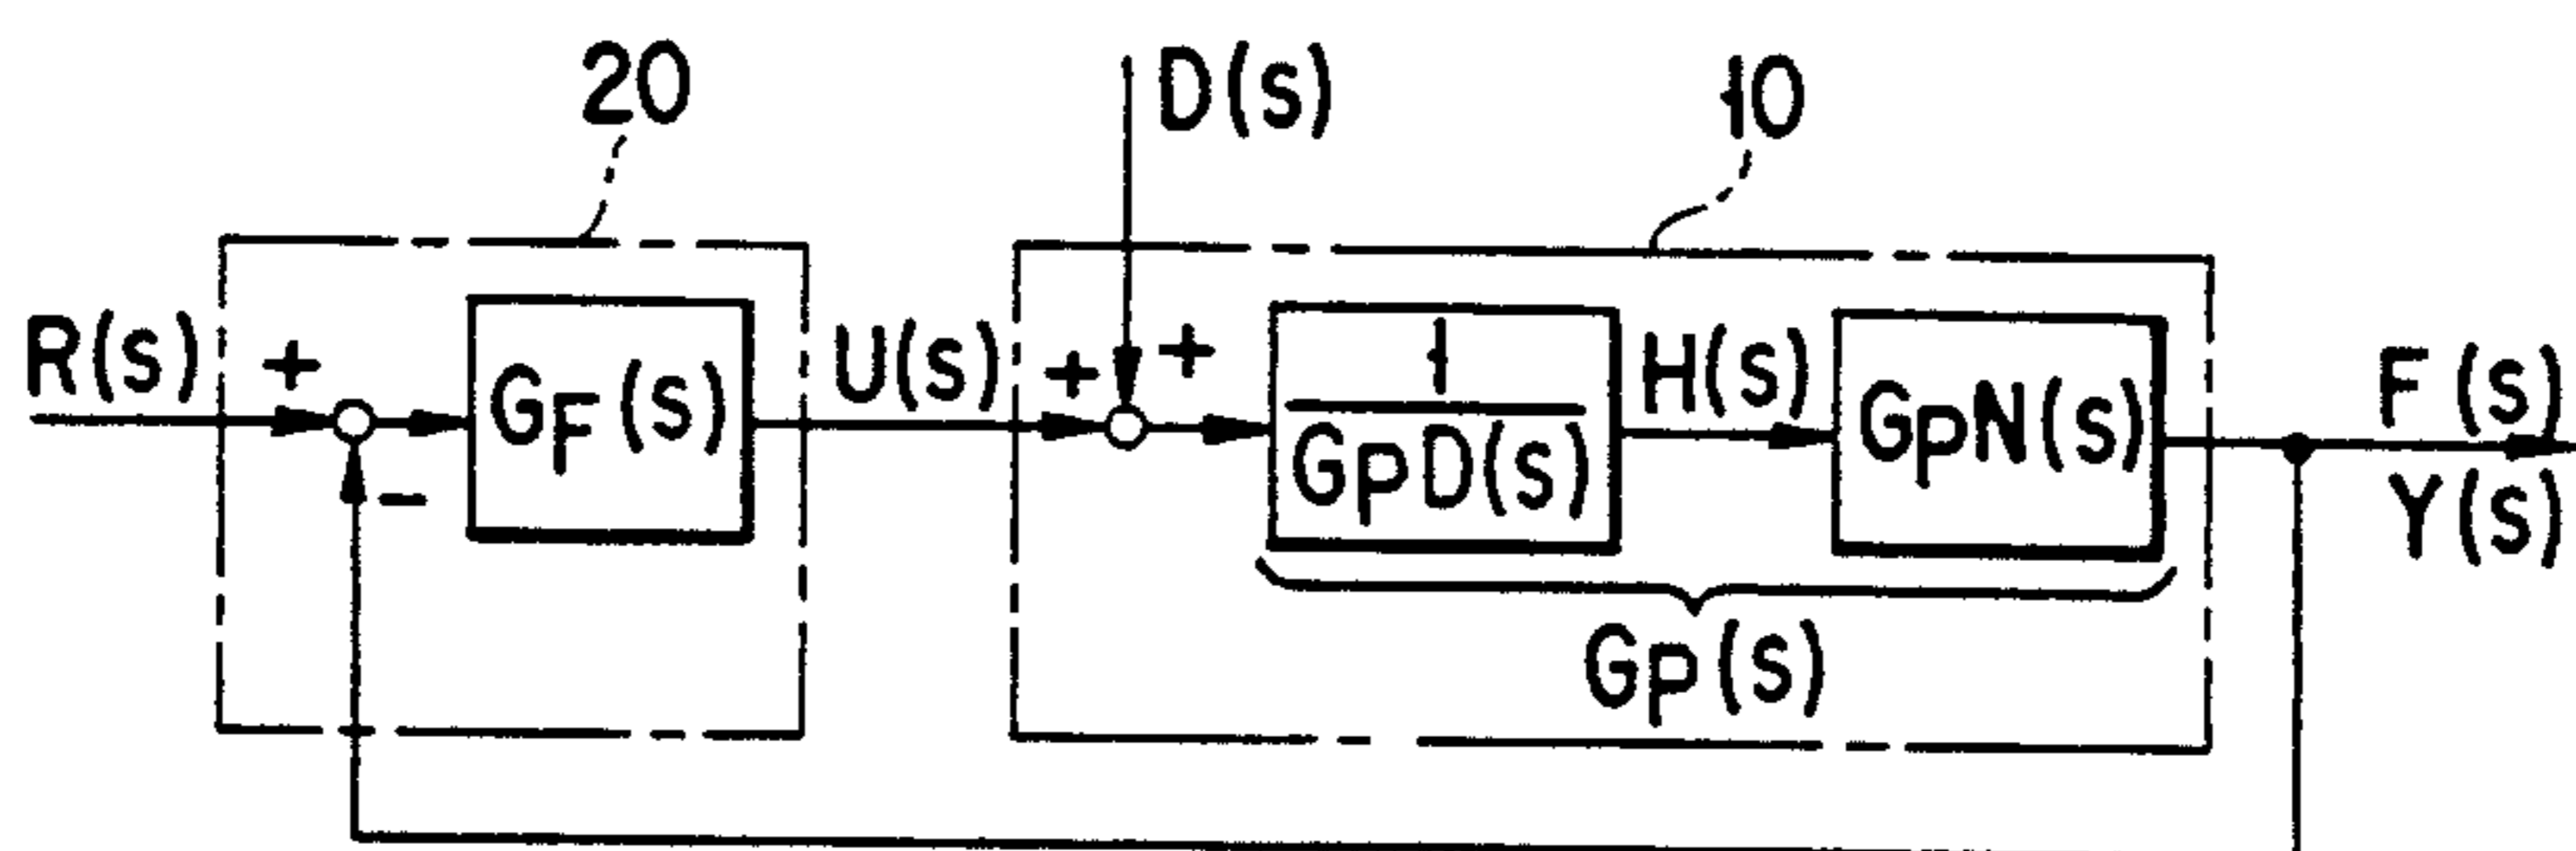 20
D(s)
10
R(s)
+
-
GF(s)
U(s)
+
+
1
GpD(s)
H(s)
GpN(s)
F(s)
Y(s)
Gp(s)